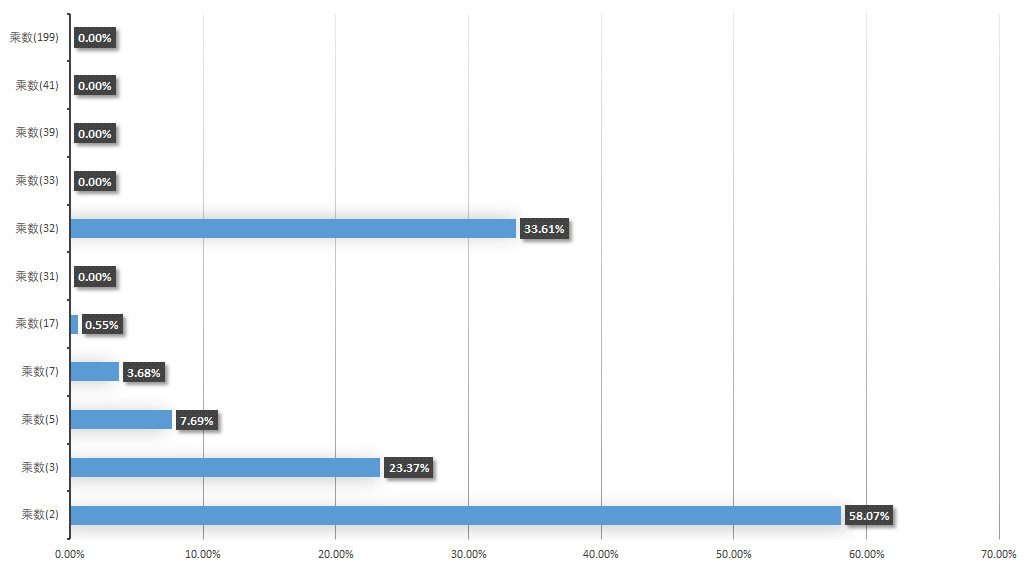 乘数(199) 0.00%
乘数(41) 0.00%
乘数(39) 0.00%
乘数(33) 0.00%
乘数(32) 33.61%
乘数(31) 0.00%
乘数(17) 0.55%
乘数(7) 3.68%
乘数(5) 7.69%
乘数(3) 23.37%
乘数(2) 58.07%
0.00% 10.00% 20.00% 30.00% 40.00% 50.00% 60.00% 70.00%